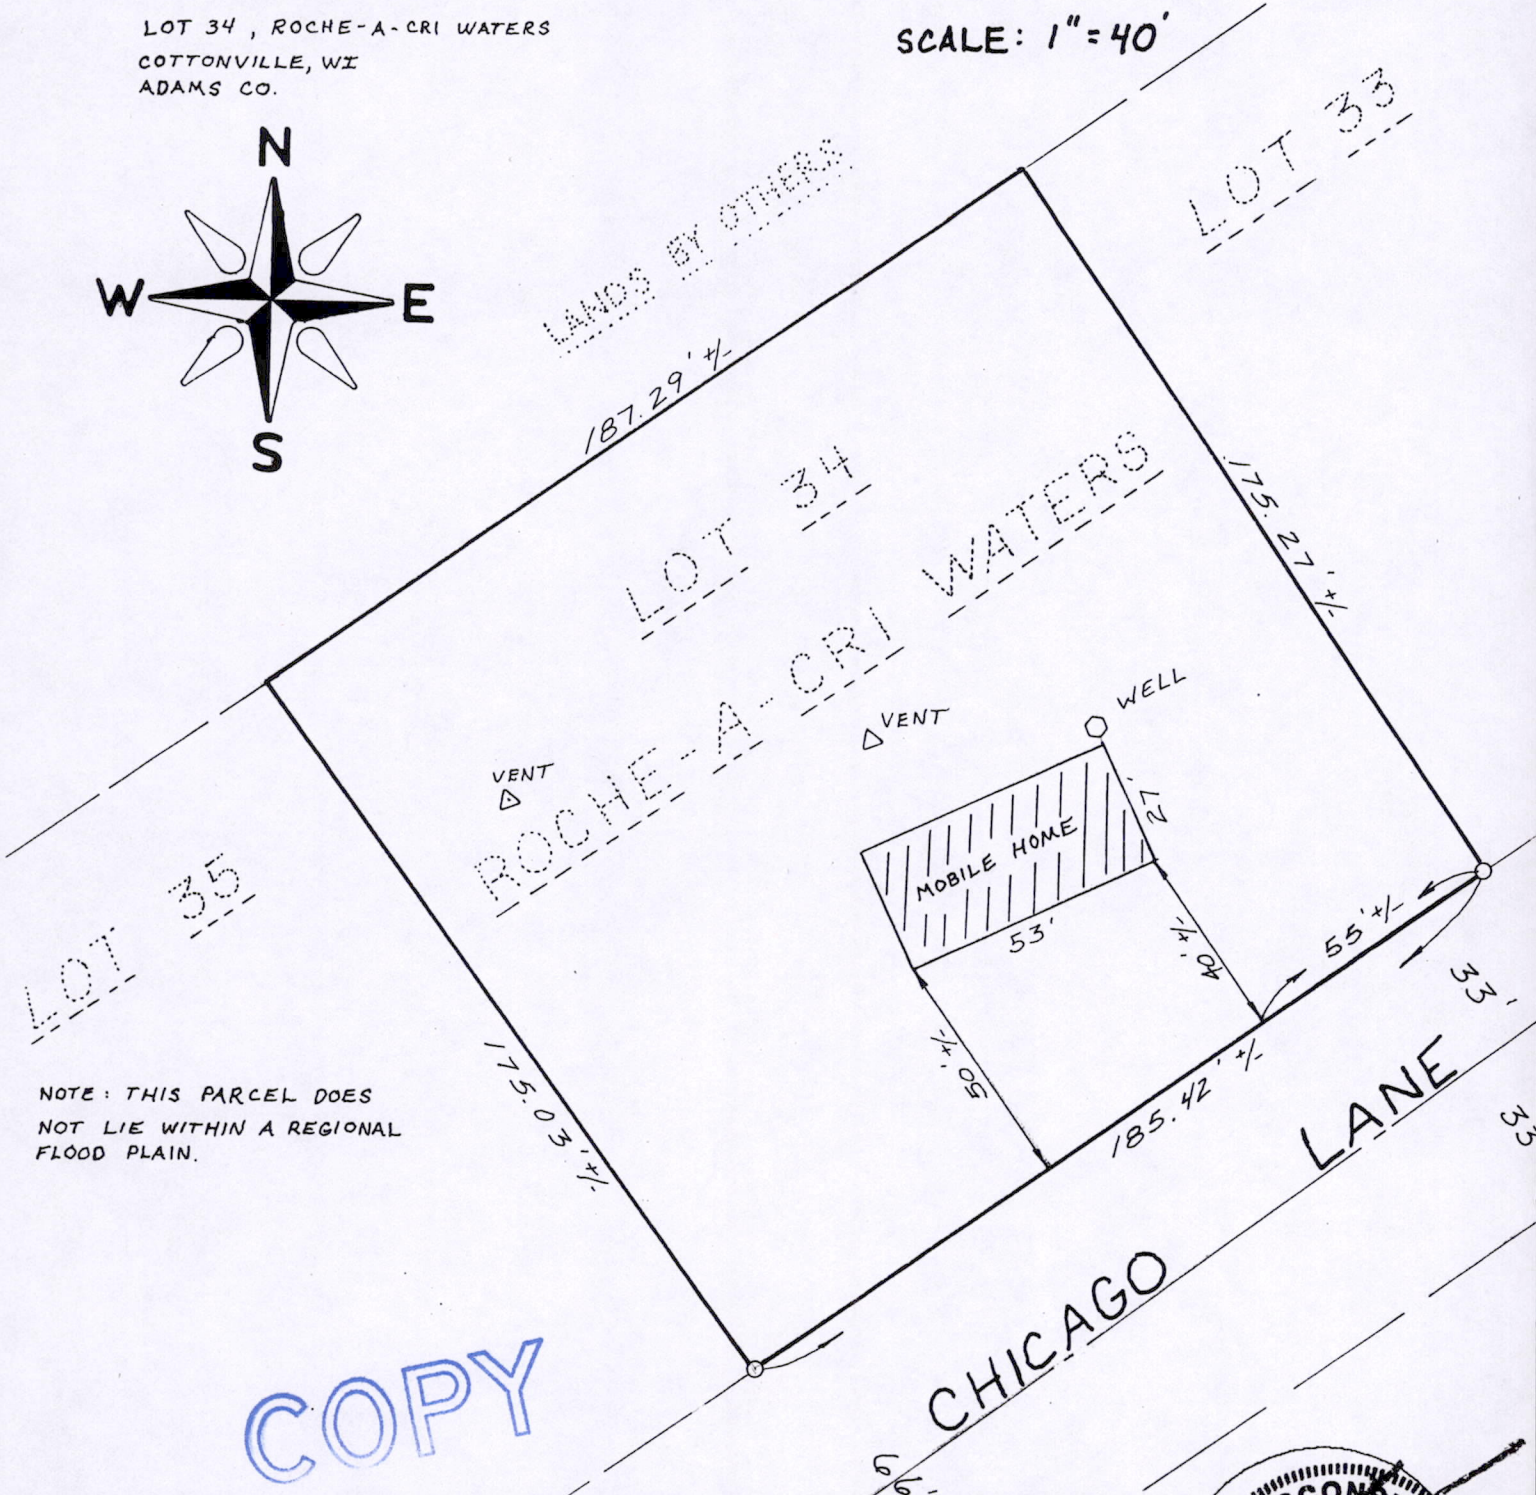 LOT 34 , ROCHE-A-CRI WATERS
COTTONVILLE, WI
ADAMS CO.
SCALE: 1"=40'
N
W
E
S
LANDS BY OTHERS
LOT 33
187.29' +/-
LOT 34
ROCHE-A-CRI WATERS
175.27' +/-
WELL
VENT
VENT
27'
MOBILE HOME
53'
LOT 35
55' +/-
40' +/-
50' +/-
33'
185.42' +/-
175.03' +/-
NOTE: THIS PARCEL DOES
NOT LIE WITHIN A REGIONAL
FLOOD PLAIN.
33
CHICAGO LANE
COPY
66'